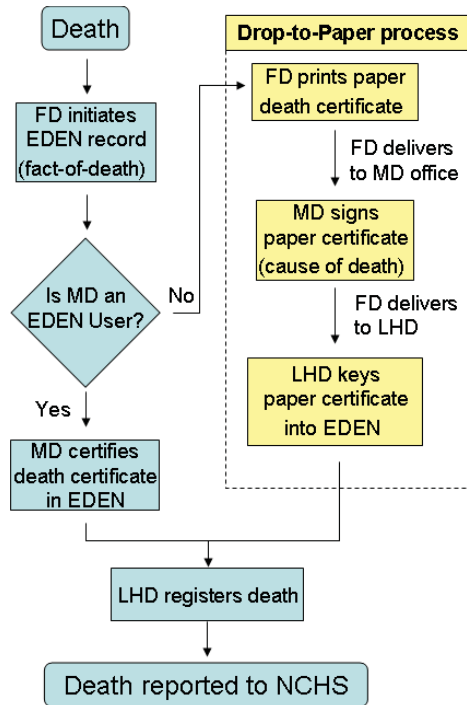 Death
FD initiates
EDEN record
(fact-of-death)
Is MD an
EDEN User?
No
Yes
MD certifies
death certificate
in EDEN
Drop-to-Paper process
FD prints paper
death certificate
FD delivers
to MD office
MD signs
paper certificate
(cause of death)
FD delivers
to LHD
LHD keys
paper certificate
into EDEN
LHD registers death
Death reported to NCHS